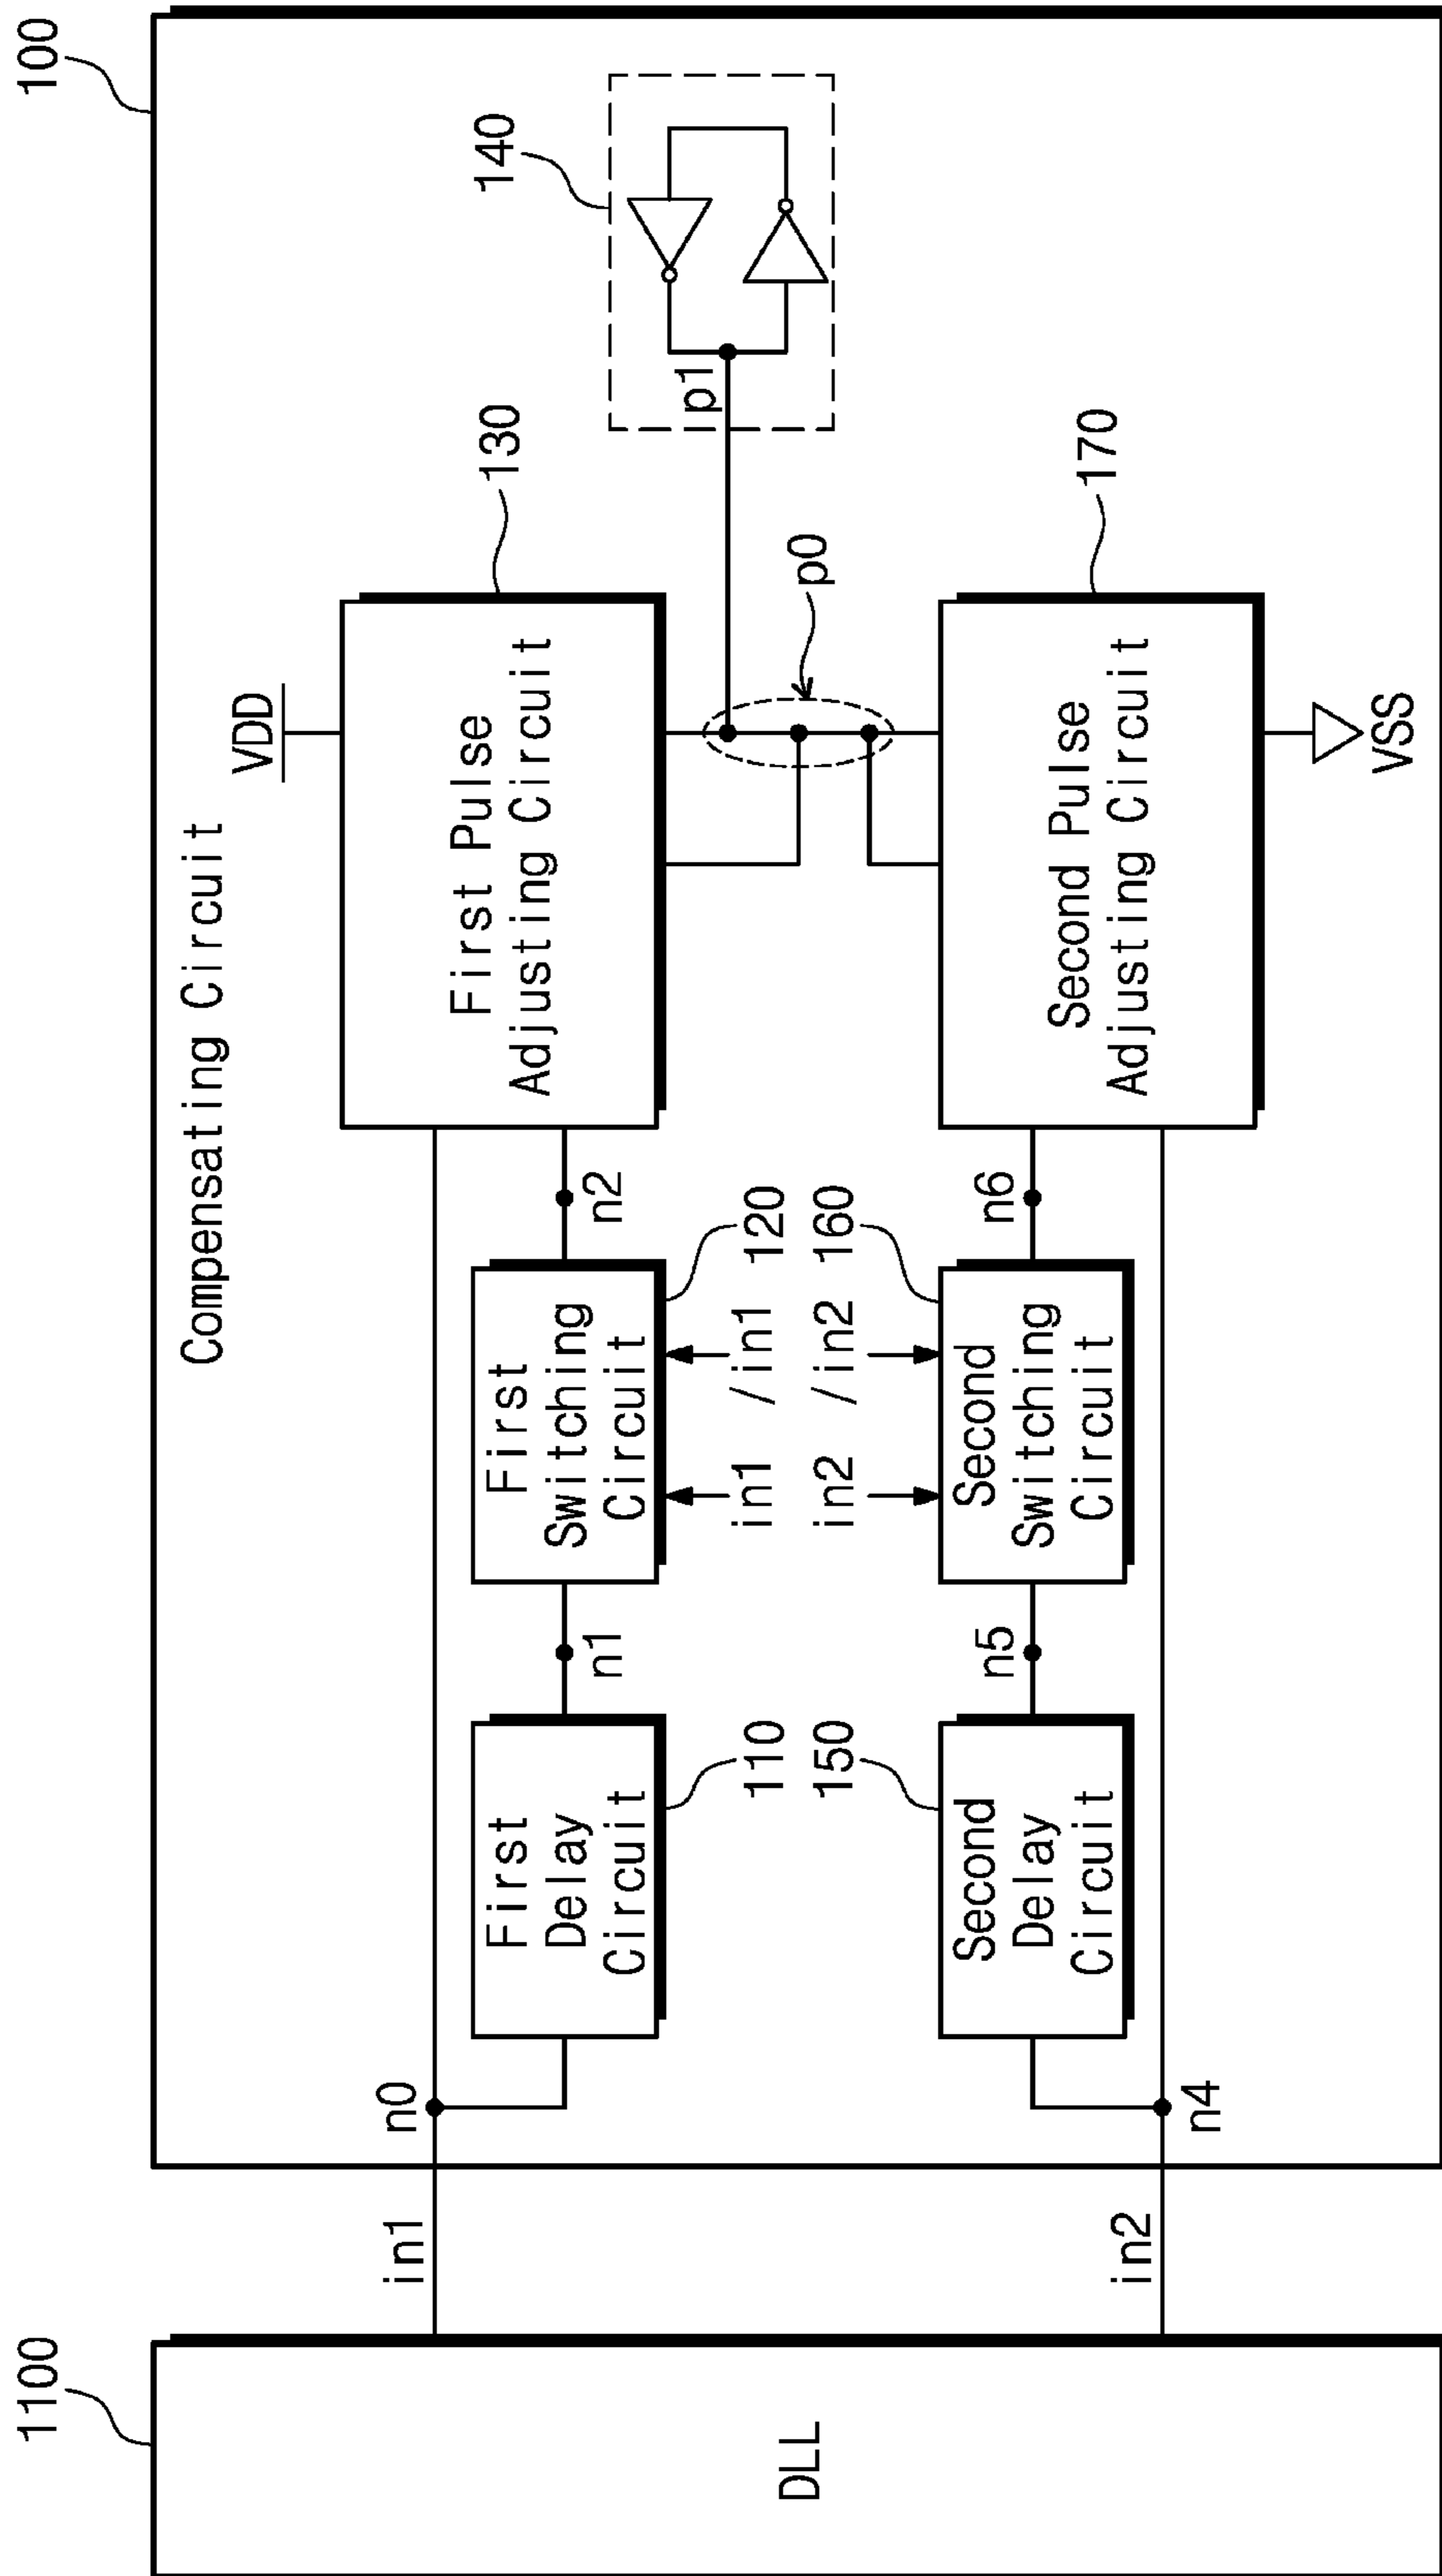 1100
100
DLL
in1
in2
Compensating Circuit
VDD
n0
First
Delay
Circuit
110
n1
First
Switching
Circuit
120
in1
/in1
n2
First Pulse
Adjusting Circuit
130
p0
p1
140
n4
Second
Delay
Circuit
150
n5
Second
Switching
Circuit
160
in2
/in2
n6
Second Pulse
Adjusting Circuit
170
VSS